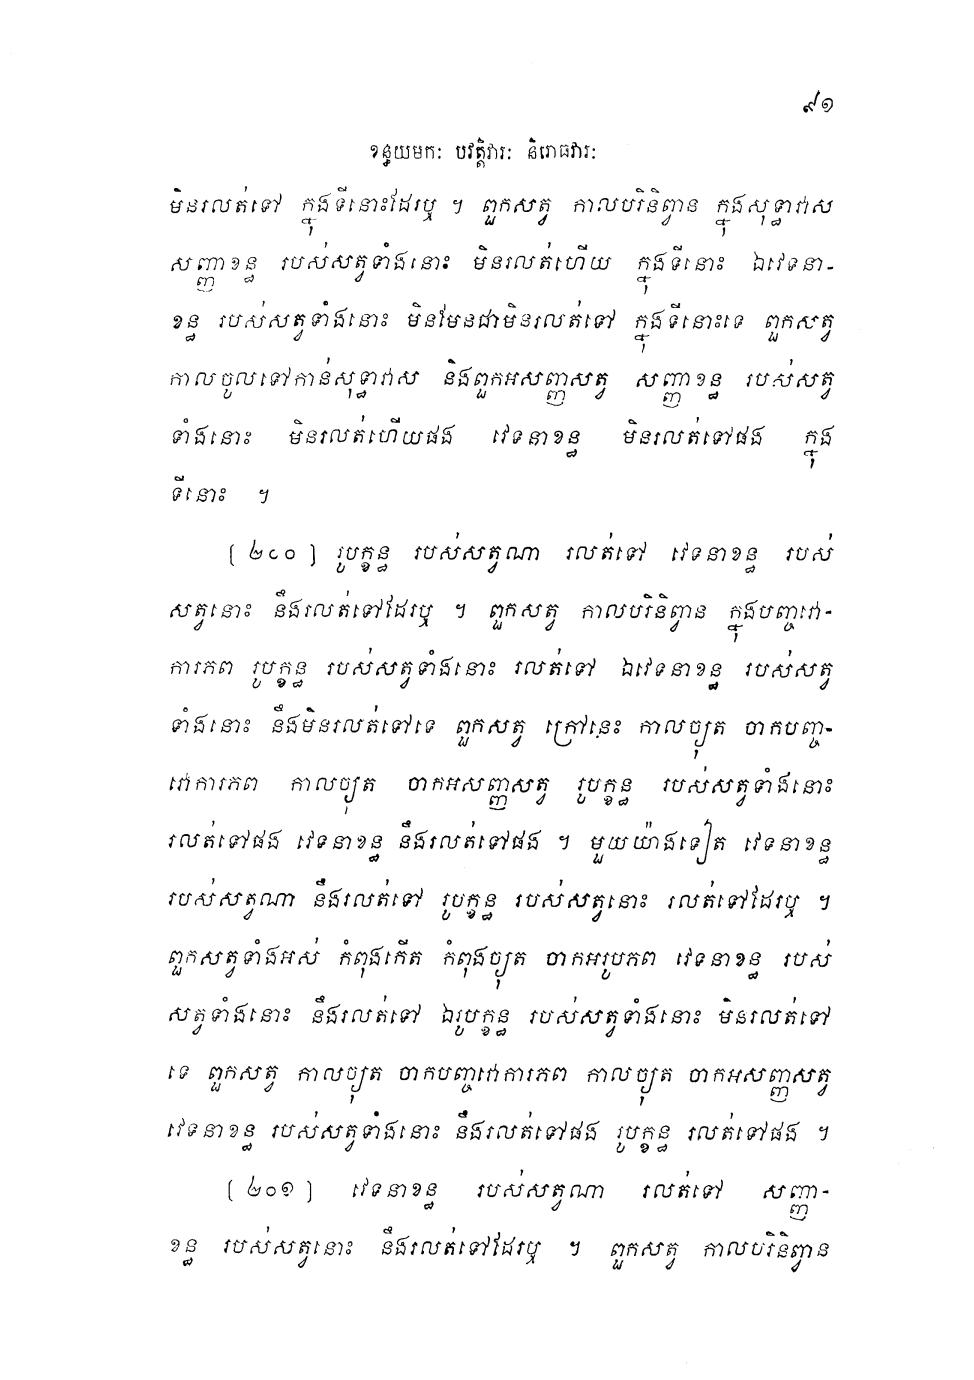 ៩១
ខន្ធយមកៈ បវត្តិវារៈ និរោធវារៈ
មិនរលត់ទៅ ក្នុងទីនោះដែរឬ ។ ពួកសត្វ កាលបរិនិព្វាន ក្នុងសុទ្ធាវាស
សញ្ញាខន្ធ របស់សត្វទាំងនោះ មិនរលត់ហើយ ក្នុងទីនោះ ឯវេទនា-
ខន្ធ របស់សត្វទាំងនោះ មិនមែនជាមិនរលត់ទៅ ក្នុងទីនោះទេ ពួកសត្វ
កាលចូលទៅកាន់សុទ្ធាវាស និងពួកអសញ្ញសត្វ សញ្ញាខន្ធ របស់សត្វ
ទាំងនោះ មិនរលត់ហើយផង វេទនាខន្ធ មិនរលត់ទៅផង ក្នុង
ទីនោះ ។
(២០០) រូបក្ខន្ធ របស់សត្វណា រលត់ទៅ វេទនាខន្ធ របស់
សត្វនោះ នឹងរលត់ទៅដែរឬ ។ ពួកសត្វ កាលបរិនិព្វាន ក្នុងបញ្ចវោ-
ការភព រូបក្ខន្ធ របស់សត្វទាំងនោះ រលត់ទៅ ឯវេទនាខន្ធ របស់សត្វ
ទាំងនោះ នឹងមិនរលត់ទៅទេ ពួកសត្វ ក្រៅនេះ កាលច្យុត ចាកបញ្ច-
វោការភព កាលច្យុត ចាកអសញ្ញសត្វ រូបក្ខន្ធ របស់សត្វទាំងនោះ
រលត់ទៅផង វេទនាខន្ធ នឹងរលត់ទៅផង ។ មួយយ៉ាងទៀត វេទនាខន្ធ
របស់សត្វណា នឹងរលត់ទៅ រូបក្ខន្ធ របស់សត្វនោះ រលត់ទៅដែរឬ ។
ពួកសត្វទាំងអស់ កំពុងកើត កំពុងច្យុត ចាកអរូបភព វេទនាខន្ធ របស់
សត្វទាំងនោះ នឹងរលត់ទៅ ឯរូបក្ខន្ធ របស់សត្វទាំងនោះ មិនរលត់ទៅ
ទេ ពួកសត្វ កាលច្យុត ចាកបញ្ចវោការភព កាលច្យុត ចាកអសញ្ញសត្វ
វេទនាខន្ធ របស់សត្វទាំងនោះ នឹងរលត់ទៅផង រូបក្ខន្ធ រលត់ទៅផង ។
(២០១) វេទនាខន្ធ របស់សត្វណា រលត់ទៅ សញ្ញា-
ខន្ធ របស់សត្វនោះ នឹងរលត់ទៅដែរឬ ។ ពួកសត្វ កាលបរិនិព្វាន